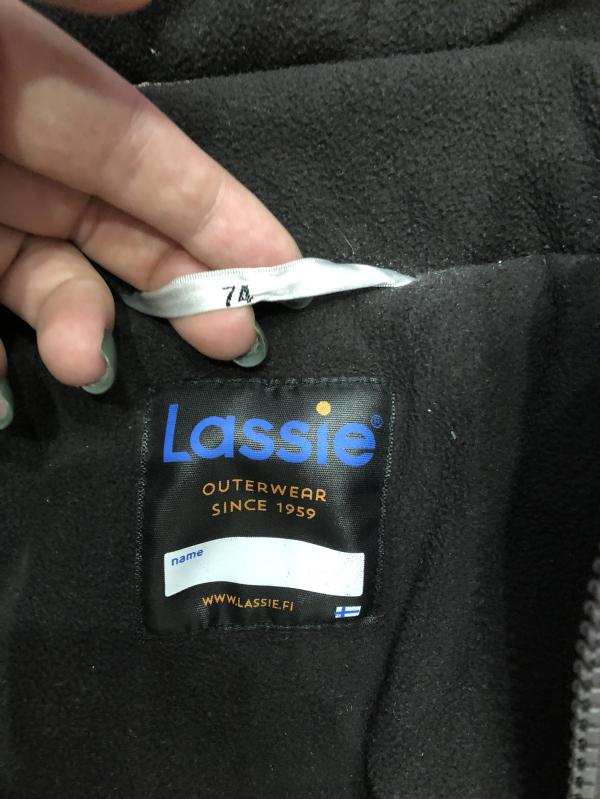 74
Lassie®
OUTERWEAR
SINCE 1959
name
WWW.LASSIE.FI